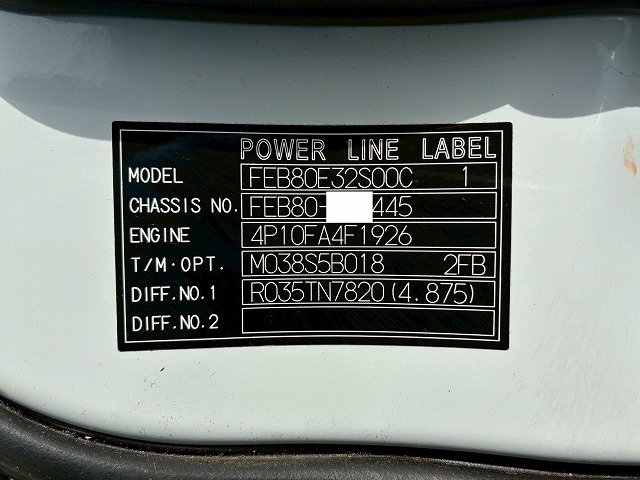 POWER LINE LABEL
MODEL FEB80E32S00C 1
CHASSIS NO. FEB80- 445
ENGINE 4P10FA4F1926
T/M·OPT. M038S5B018 2FB
DIFF.NO.1 R035TN7820(4.875)
DIFF.NO.2